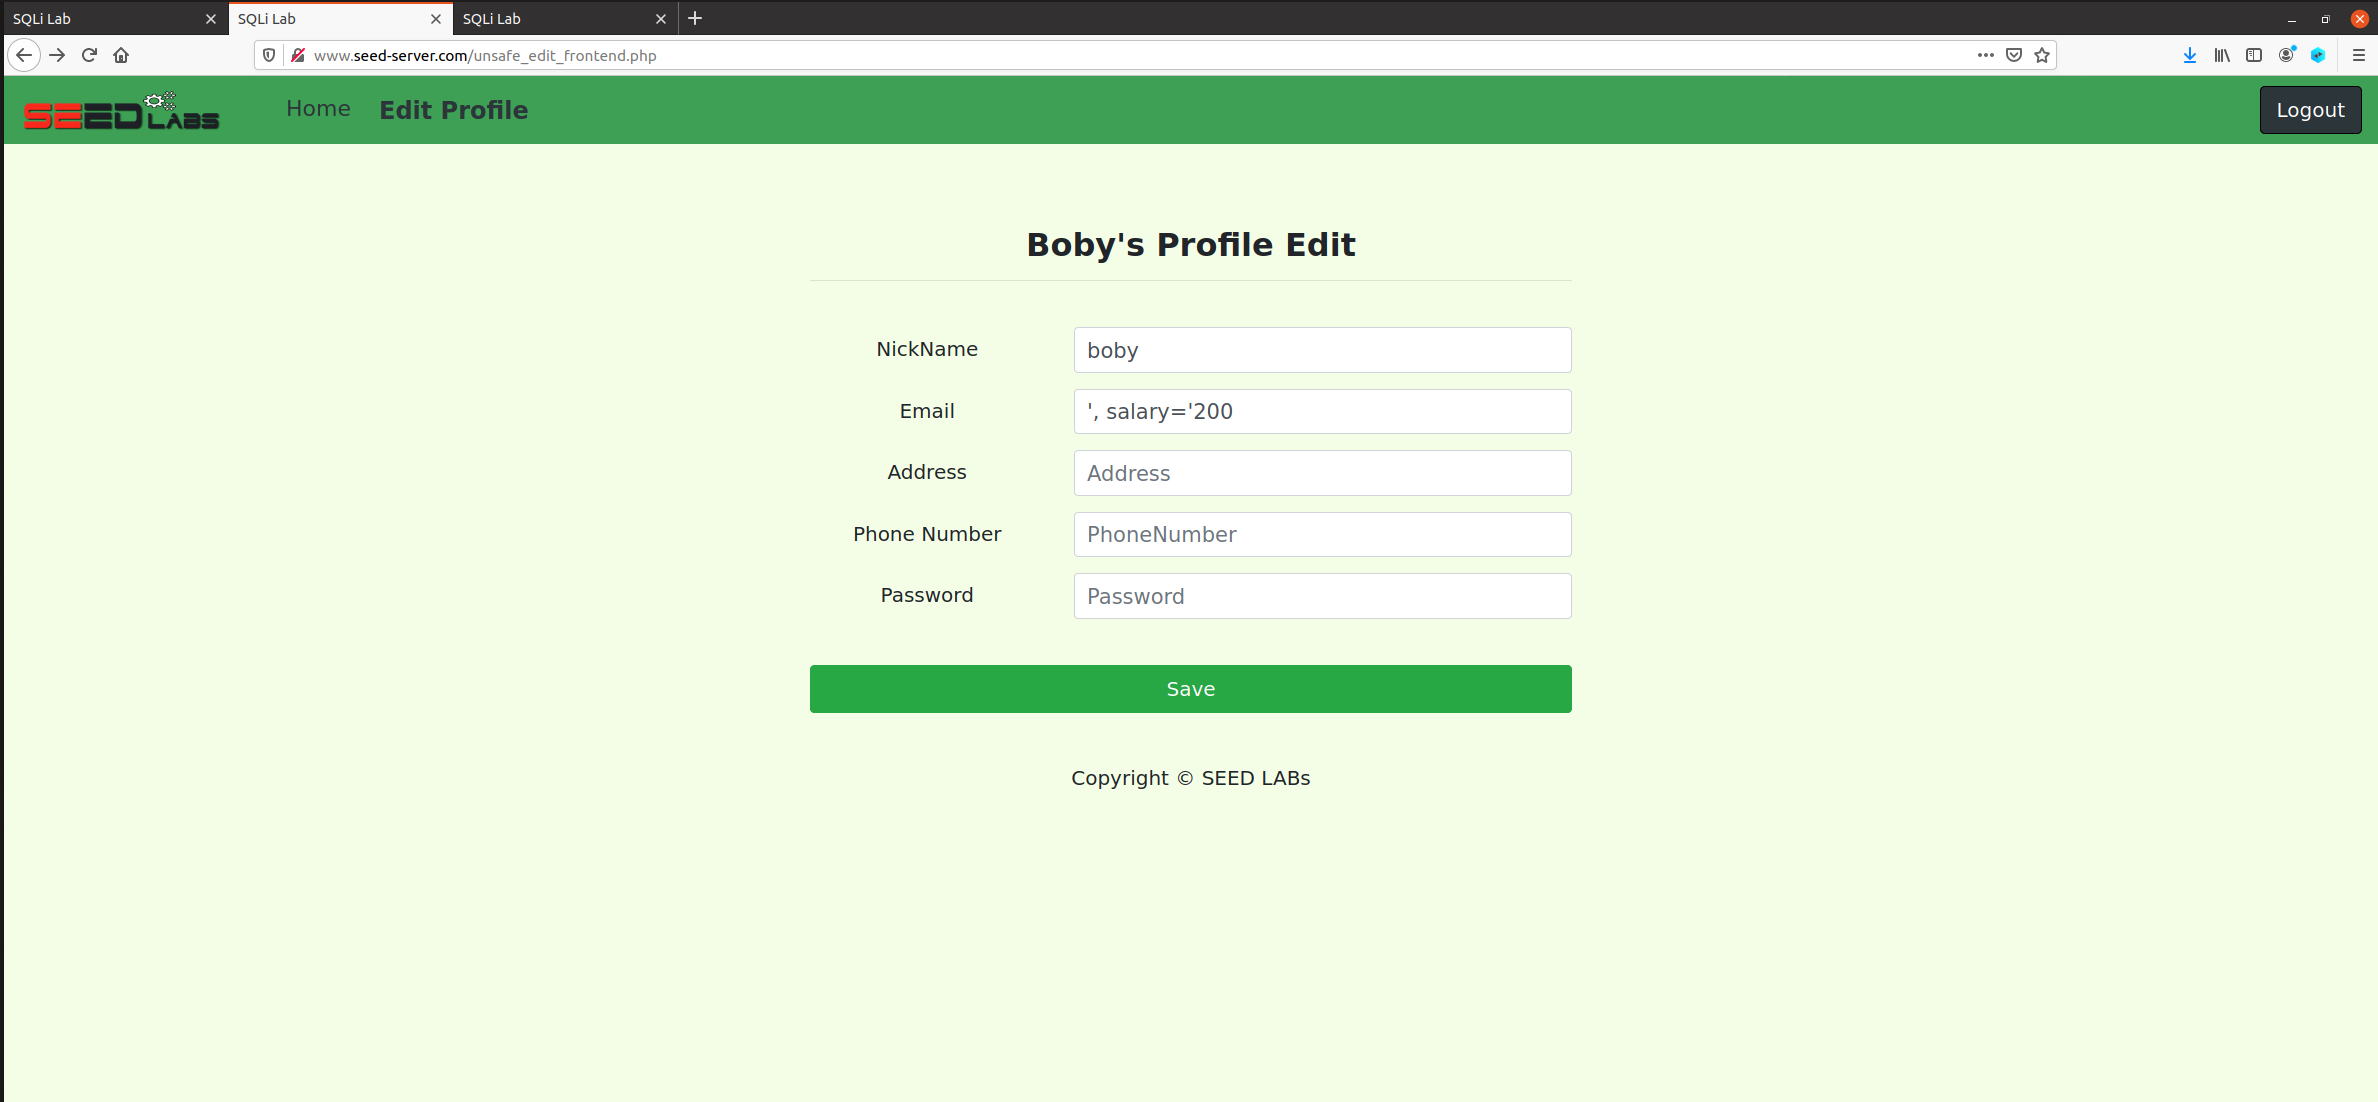 SQLi Lab
SQLi Lab
SQLi Lab
www.seed-server.com/unsafe_edit_frontend.php
SEED LABS
Home
Edit Profile
Logout
Boby's Profile Edit
NickName
boby
Email
', salary='200
Address
Address
Phone Number
PhoneNumber
Password
Password
Save
Copyright © SEED LABs